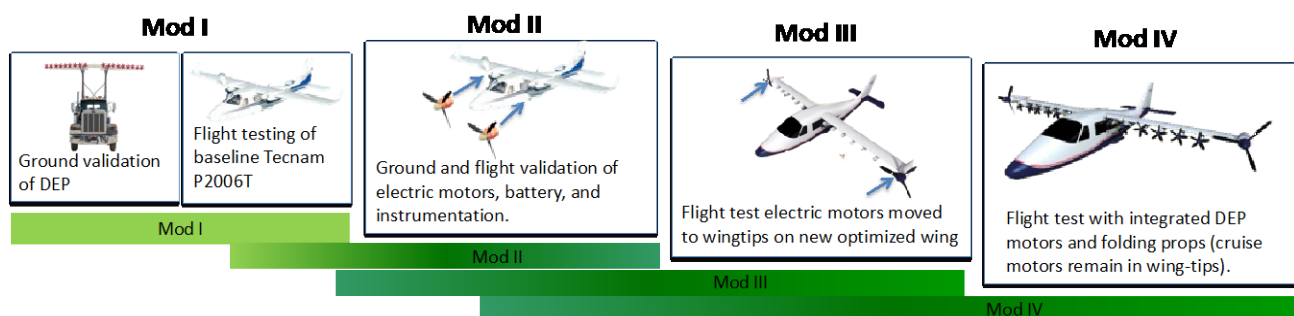 Mod I
Mod II
Mod III
Mod IV
Ground validation
of DEP
Flight testing of
baseline Tecnam
P2006T
Ground and flight validation of
electric motors, battery, and
instrumentation.
Flight test electric motors moved
to wingtips on new optimized wing
Flight test with integrated DEP
motors and folding props (cruise
motors remain in wing-tips).
Mod I
Mod II
Mod III
Mod IV